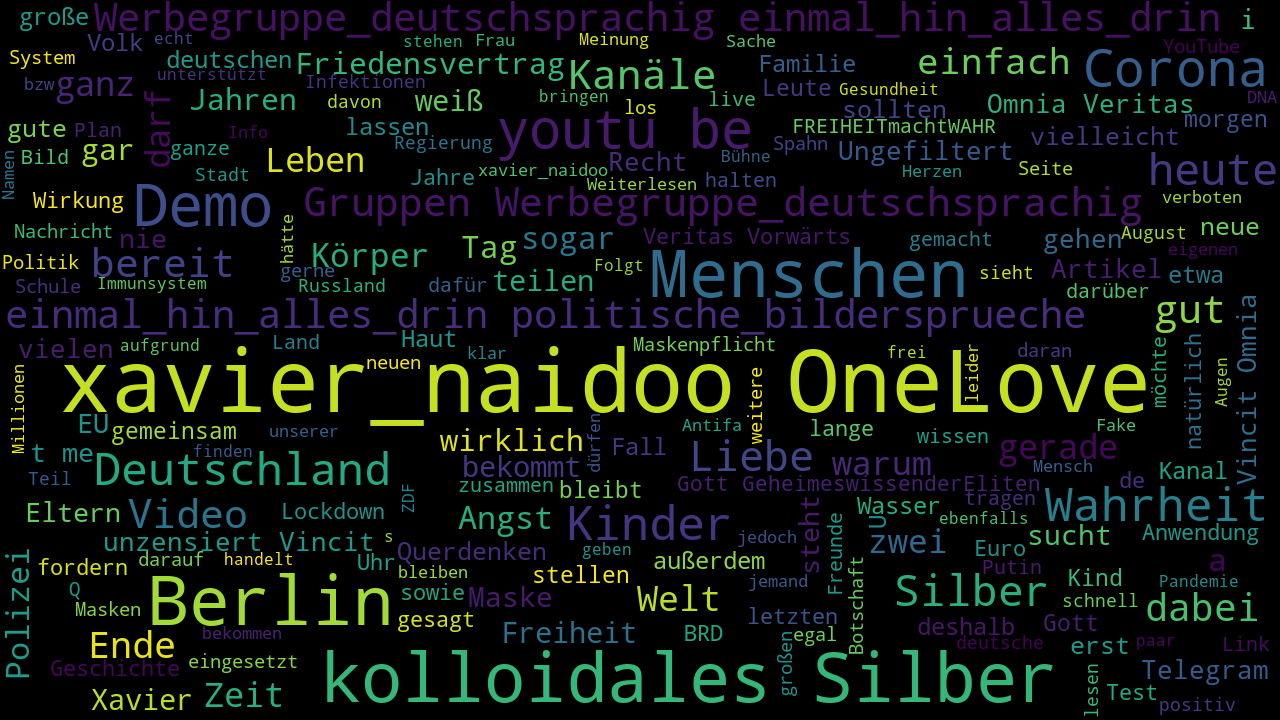 große Werbegruppe_deutschsprachig einmal_hin_alles_drin i
Volk echt stehen Frau Meinung Sache YouTube
System deutschen Friedensvertrag Kanäle Familie einfach Corona
bzw ganz unterstützt Infektionen Leute Gesundheit DNA
Jahren davon weiß bringen los live sollten Omnia Veritas morgen
gute Plan darf Info lassen youtu be FREIHEITmachtWAHR vielleicht
Bild gar ganze Regierung Spahn Ungefiltert
Namen Stadt Leben Jahre xavier_naidoo Recht Bühne Herzen Seite heute
Wirkung Demo Gruppen Werbegruppe_deutschsprachig Weiterlesen halten verboten
Nachricht nie hätte Körper Tag sogar Veritas Vorwärts gemacht gehen August neue
Politik bereit gerne Folgt Menschen sieht Artikel eigenen etwa
Schule Immunsystem Russland dafür teilen darüber
einmal_hin_alles_drin politische_bildersprueche gut
vielen aufgrund Land Haut klar Maskenpflicht frei daran möchte natürlich Vincit Omnia
Millionen xavier_naidoo OneLove neuen weitere leider Augen
EU gemeinsam unserer wirklich dürfen Fall Antifa lange wissen gerade Fake
t me Deutschland finden bekommt Liebe warum Mensch Kanal
Teil ZDF zusammen bleibt Gott GeheimesWissenderEliten de
Eltern Video Lockdown Angst Kinder steht Wasser tragen Wahrheit
unzensiert Vincit s Querdenken geben jedoch Freunde U zwei ebenfalls sucht Anwendung
Polizei fordern darauf handelt Uhr bleiben stellen außerdem Euro Putin a
Q Berlin sowie Maske Welt jemand Botschaft Silber Kind Pandemie
Masken gesagt letzten schnell dabei
Ende bekommen Freiheit BRD egal deshalb Gott erst paar Link
Geschichte eingesetzt kolloidales Silber großen deutsche lesen Telegram
Xavier Zeit Test positiv